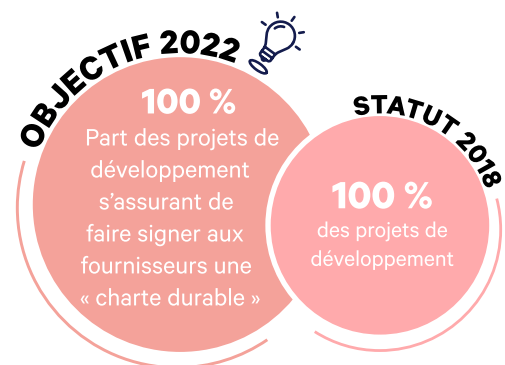 OBJECTIF 2022
100 %
Part des projets de
développement
s’assurant de
faire signer aux
fournisseurs une
« charte durable »
STATUT 2018
100 %
des projets de
développement